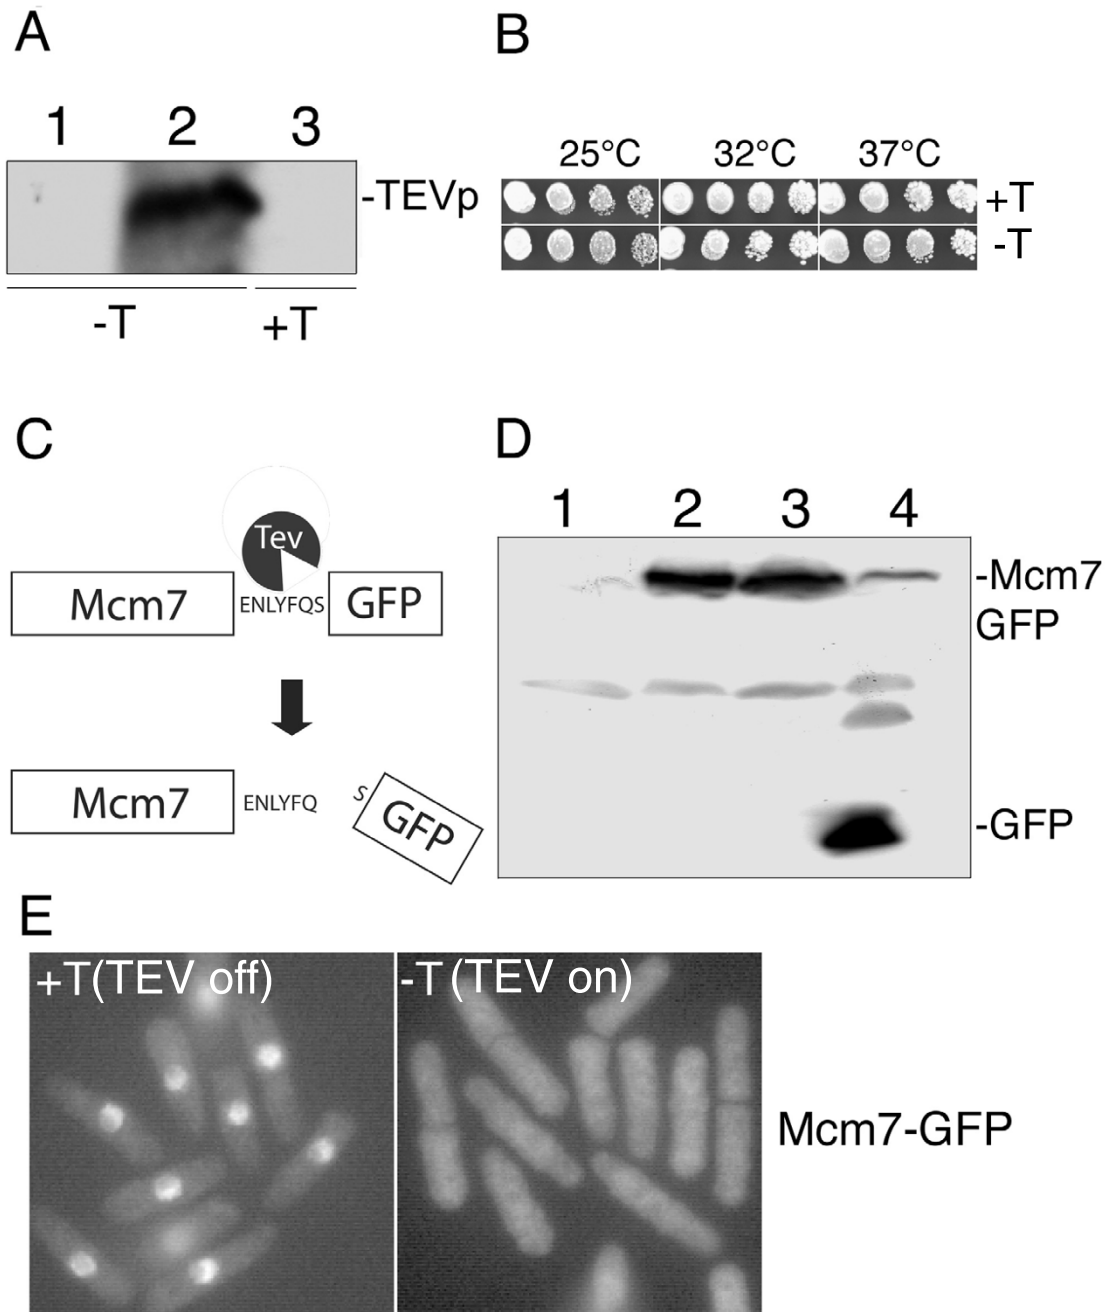 A
1 2 3
-TEVp
-T +T
B
25°C 32°C 37°C
+T
-T
C
Tev
Mcm7 ENLYFQS GFP
Mcm7 ENLYFQ S GFP
D
1 2 3 4
-Mcm7
GFP
-GFP
E
+T(TEV off) -T(TEV on)
Mcm7-GFP